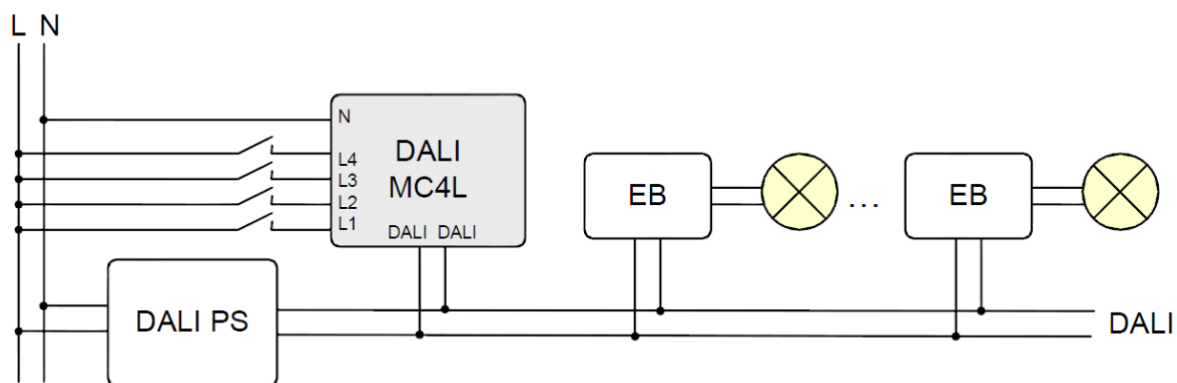 L N
N
L4
L3
L2
L1
DALI
MC4L
DALI DALI
EB
...
EB
DALI PS
DALI